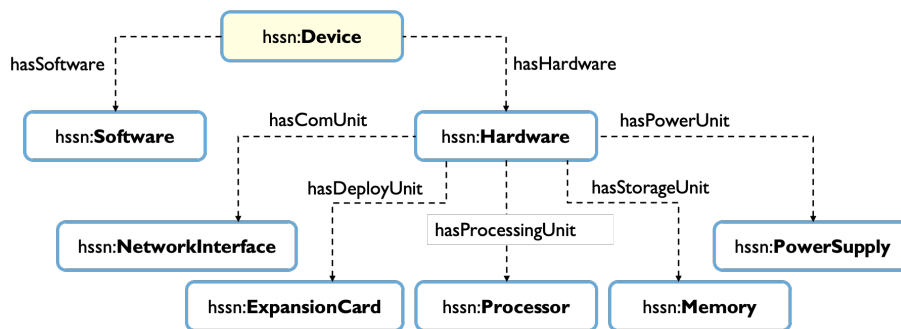 hssn:Device
hasSoftware
hasHardware
hssn:Software
hasComUnit
hssn:Hardware
hasPowerUnit
hasDeployUnit
hasStorageUnit
hasProcessingUnit
hssn:NetworkInterface
hssn:PowerSupply
hssn:ExpansionCard
hssn:Processor
hssn:Memory